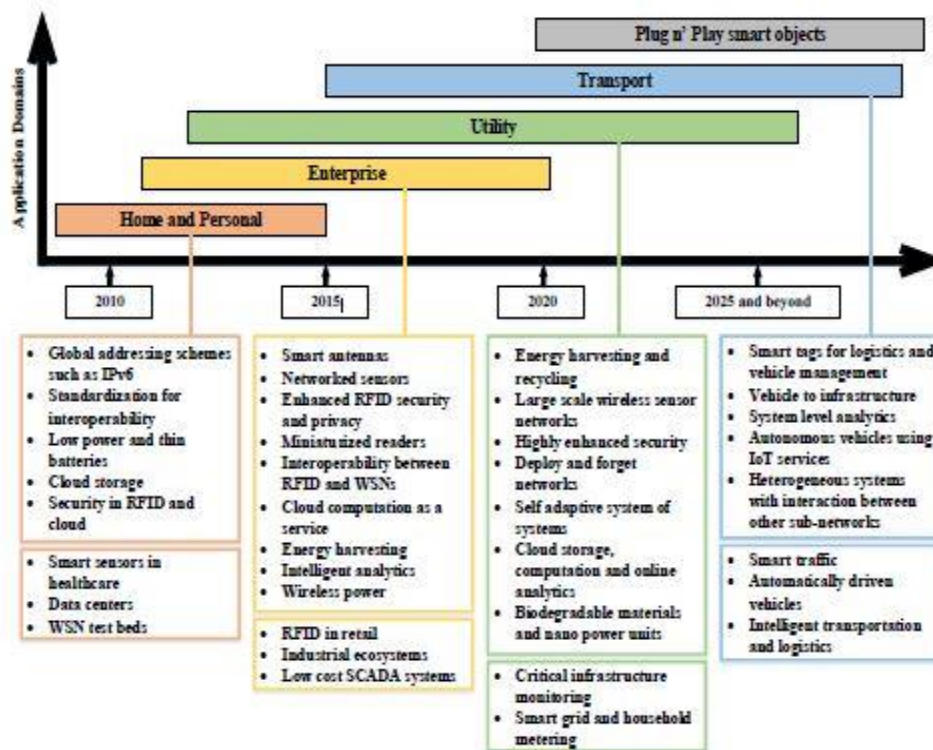 Plug n' Play smart objects
Transport
Utility
Enterprise
Home and Personal
Application Domains
2010
2015
2020
2025 and beyond
• Global addressing schemes
such as IPv6
• Standardization for
interoperability
• Low power and thin
batteries
• Cloud storage
• Security in RFID and
cloud
• Smart sensors in
healthcare
• Data centers
• WSN test beds
• Smart antennas
• Networked sensors
• Enhanced RFID security
and privacy
• Miniaturized readers
• Interoperability between
RFID and WSNs
• Cloud computation as a
service
• Energy harvesting
• Intelligent analytics
• Wireless power
• RFID in retail
• Industrial ecosystems
• Low cost SCADA systems
• Energy harvesting and
recycling
• Large scale wireless sensor
networks
• Highly enhanced security
• Deploy and forget
networks
• Self adaptive system of
systems
• Cloud storage,
computation and online
analytics
• Biodegradable materials
and nano power units
• Critical infrastructure
monitoring
• Smart grid and household
metering
• Smart tags for logistics and
vehicle management
• Vehicle to infrastructure
• System level analytics
• Autonomous vehicles using
IoT services
• Heterogeneous systems
with interaction between
other sub-networks
• Smart traffic
• Automatically driven
vehicles
• Intelligent transportation
and logistics